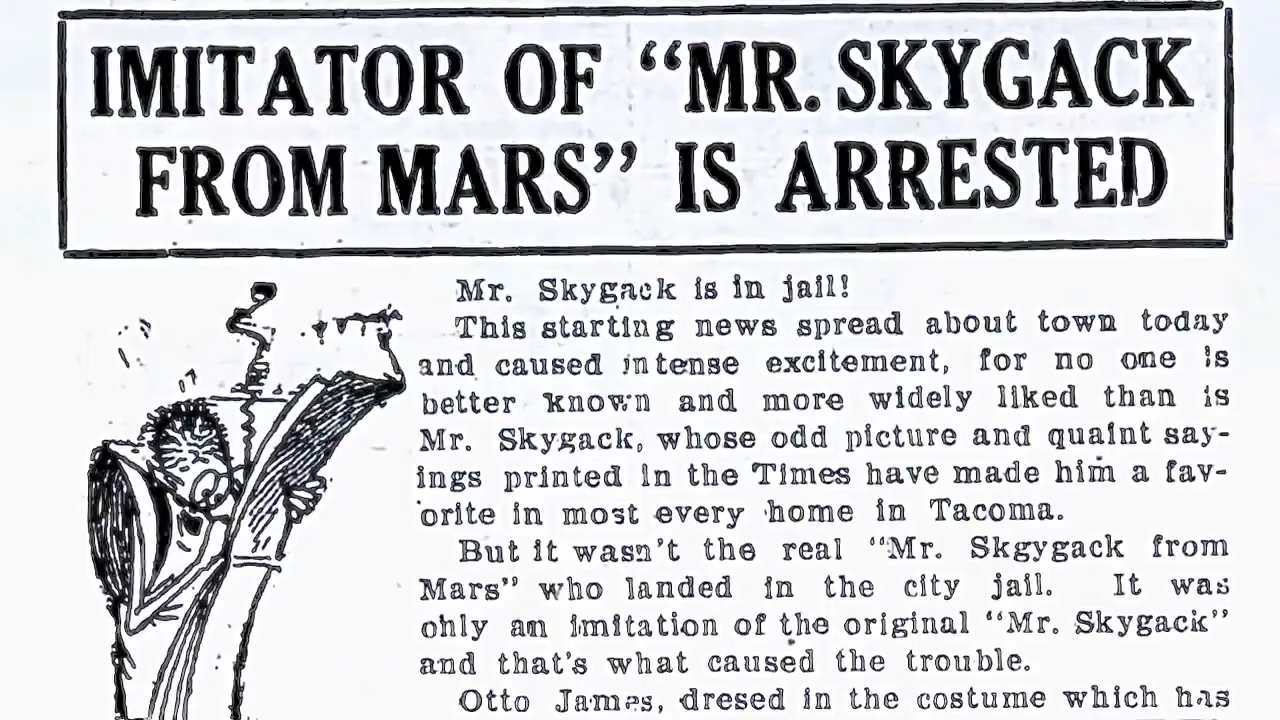 IMITATOR OF “MR. SKYGACK
FROM MARS” IS ARRESTED
Mr. Skygack is in jail!
This starting news spread about town today
and caused intense excitement, for no one is
better known and more widely liked than is
Mr. Skygack, whose odd picture and quaint say-
ings printed in the Times have made him a fav-
orite in most every home in Tacoma.
But it wasn't the real “Mr. Skgygack from
Mars” who landed in the city jail. It was
only an imitation of the original “Mr. Skygack”
and that's what caused the trouble.
Otto James, dresed in the costume which has